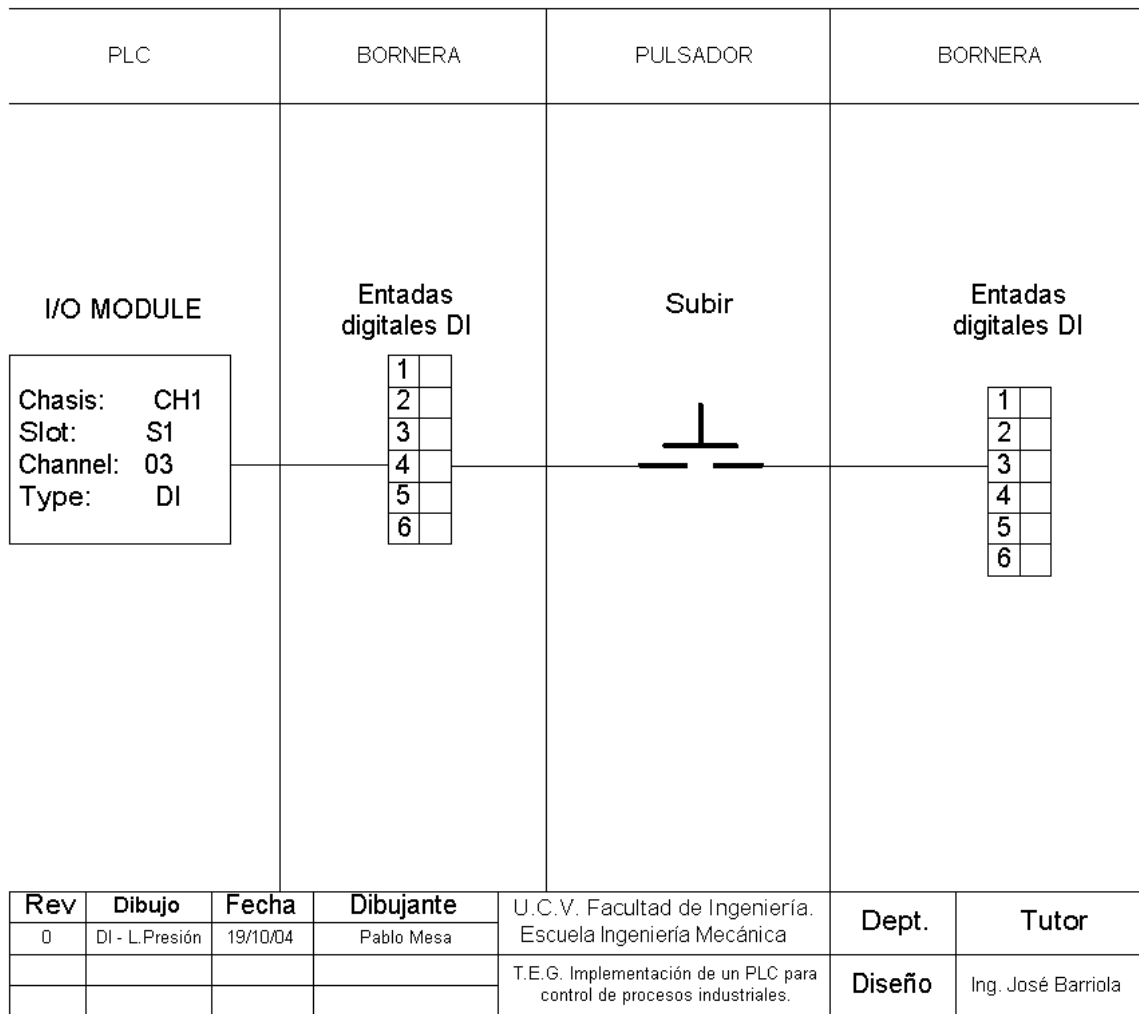 PLC
BORNERA
PULSADOR
BORNERA
I/O MODULE
Entadas
digitales DI
Subir
Entadas
digitales DI
Chasis: CH1
Slot: S1
Channel: 03
Type: DI
1
2
3
4
5
6
1
2
3
4
5
6
Rev Dibujo Fecha Dibujante
0 DI - L.Presión 19/10/04 Pablo Mesa
U.C.V. Facultad de Ingeniería.
Escuela Ingeniería Mecánica
T.E.G. Implementación de un PLC para
control de procesos industriales.
Dept. Tutor
Diseño Ing. José Barriola